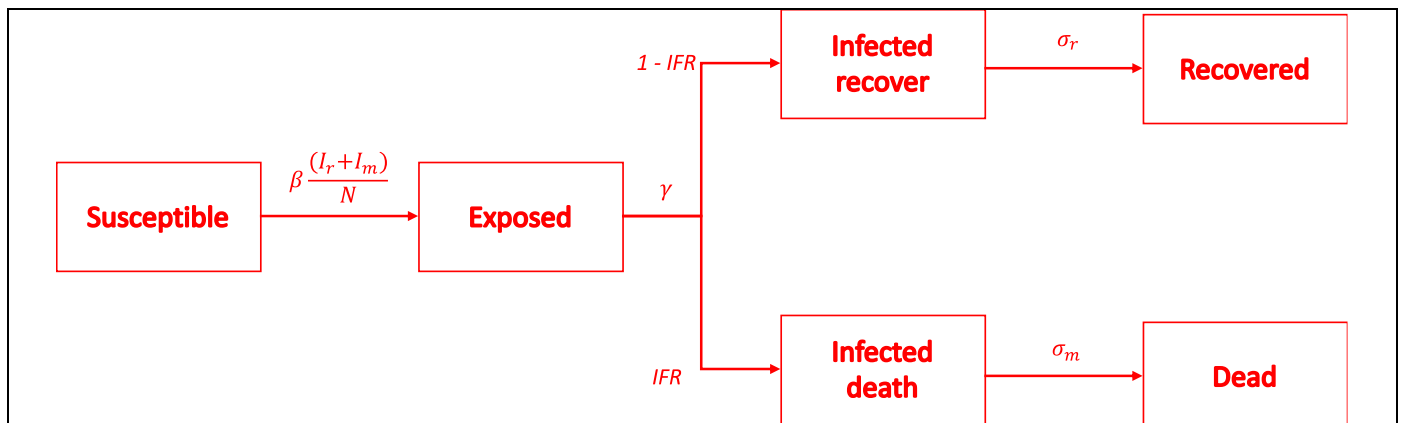 Infected
recover
σ_r
Recovered
1 - IFR
β (I_r+I_m)/N
Susceptible
Exposed
γ
Infected
death
σ_m
Dead
IFR